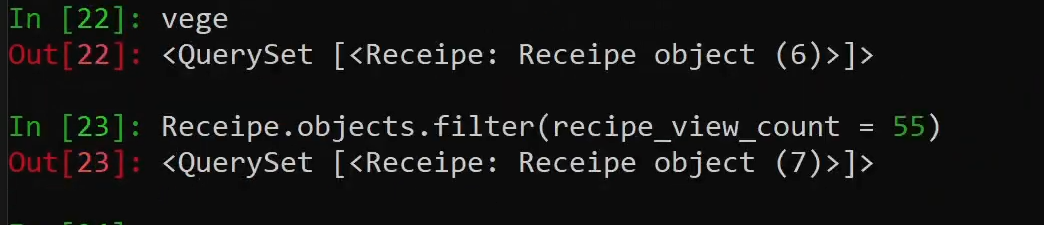 In [22]: vege
Out[22]: <QuerySet [<Receipe: Receipe object (6)>]>
In [23]: Receipe.objects.filter(recipe_view_count = 55)
Out[23]: <QuerySet [<Receipe: Receipe object (7)>]>